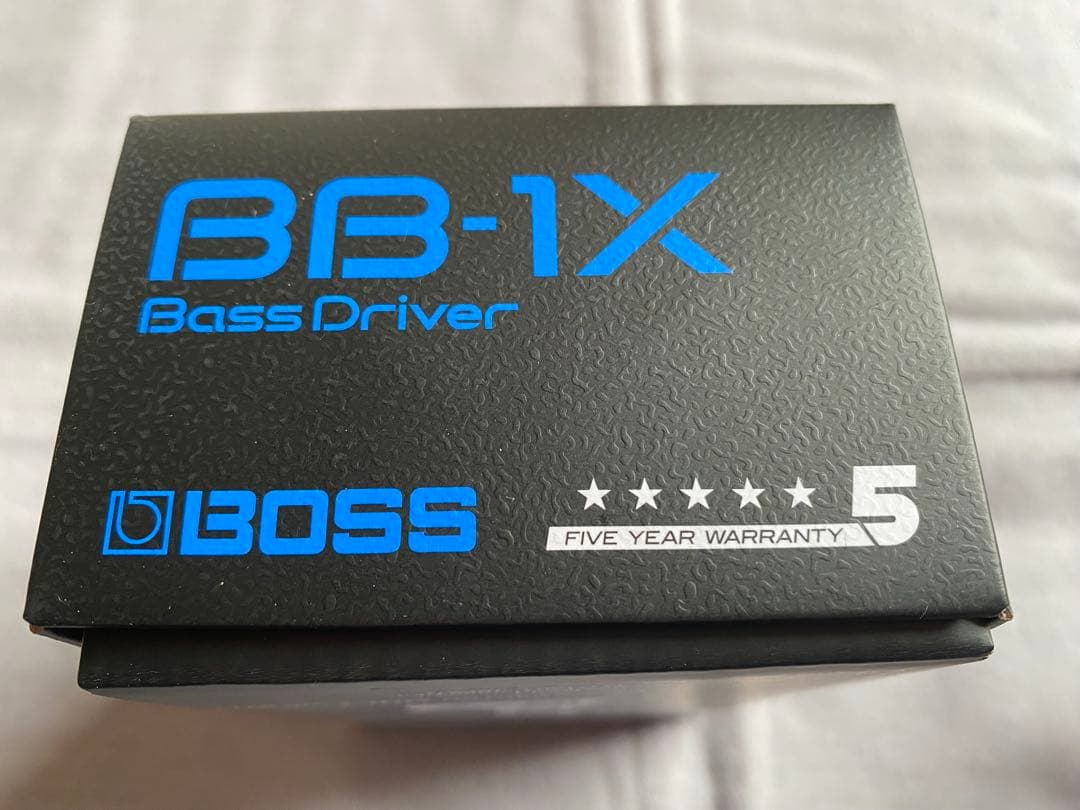 BB-1X
Bass Driver
BOSS
★★★★★ 5
FIVE YEAR WARRANTY